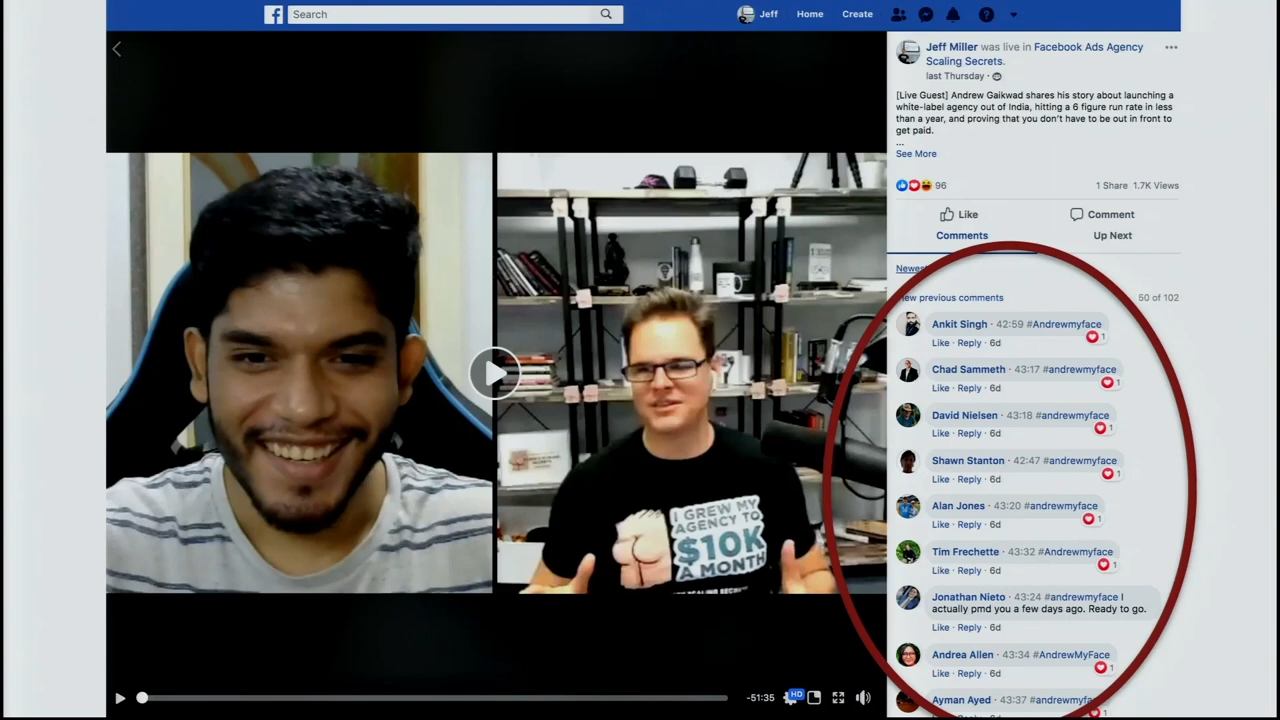 Search
Jeff Home Create
Jeff Miller was live in Facebook Ads Agency
Scaling Secrets.
last Thursday ·
[Live Guest] Andrew Gaikwad shares his story about launching a
white-label agency out of India, hitting a 6 figure run rate in less
than a year, and proving that you don't have to be out in front to
get paid.
...
See More
96 1 Share 1.7K Views
Like Comment
Comments Up Next
50 of 102
previous comments
Ankit Singh · 42:59 #Andrewmyface
1
Like · Reply · 6d
Chad Sammeth · 43:17 #andrewmyface
1
Like · Reply · 6d
David Nielsen · 43:18 #andrewmyface
1
Like · Reply · 6d
Shawn Stanton · 42:47 #andrewmyface
1
Like · Reply · 6d
Alan Jones · 43:20 #andrewmyface
1
Like · Reply · 6d
Tim Frechette · 43:32 #Andrewmyface
1
Like · Reply · 6d
Jonathan Nieto · 43:24 #andrewmyface I
actually pmd you a few days ago. Ready to go.
Like · Reply · 6d
Andrea Allen · 43:34 #AndrewMyFace
1
Like · Reply · 6d
Ayman Ayed · 43:37
1
I GREW MY
AGENCY TO
$10K
A MONTH
-51:35 HD